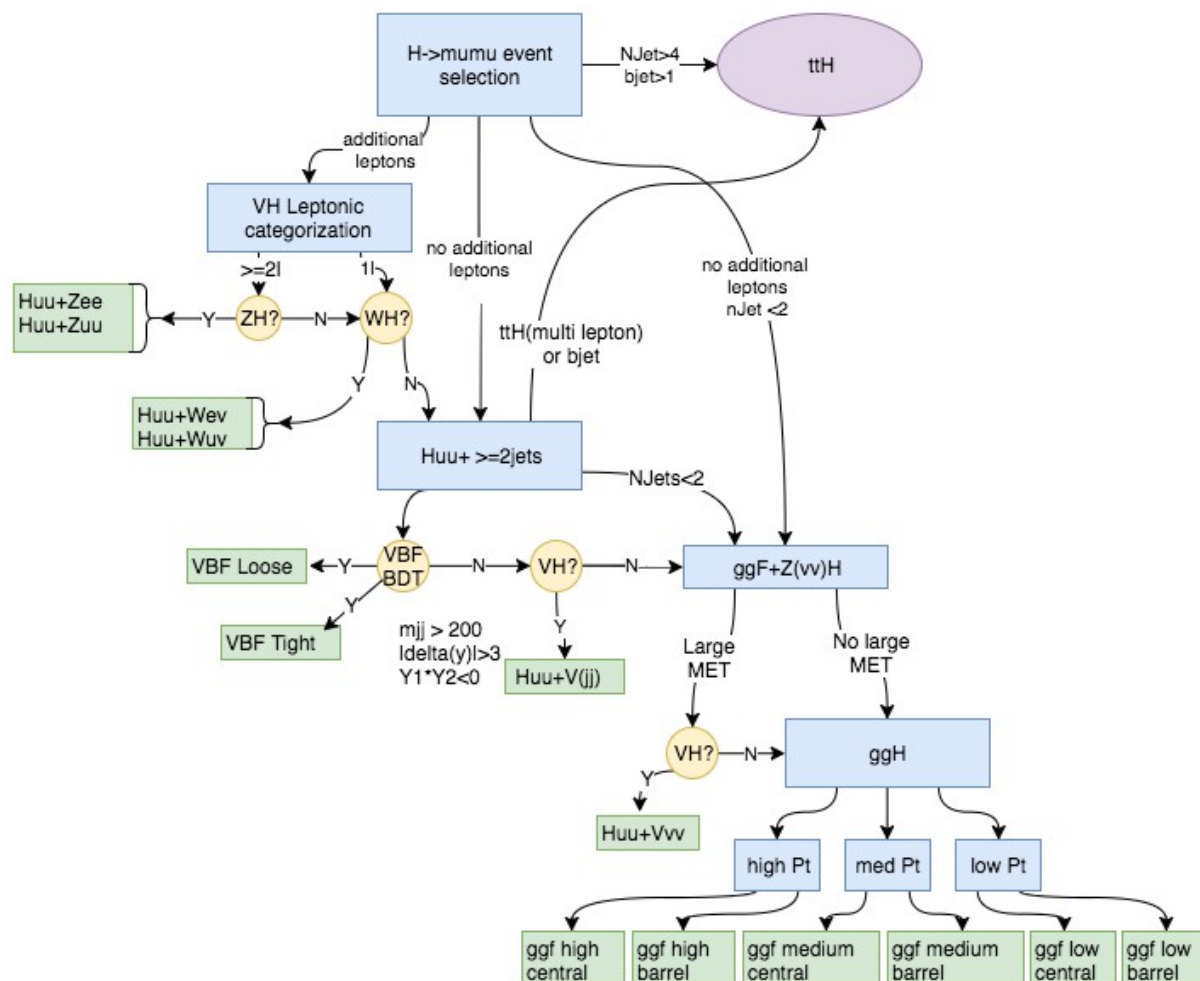 H->mumu event
selection
NJet>4
bjet>1
ttH
additional
leptons
VH Leptonic
categorization
no additional
leptons
no additional
leptons
nJet <2
>=2l
1l
Huu+Zee
Huu+Zuu
Y
ZH?
N
WH?
ttH(multi lepton)
or bjet
Y
N
Huu+Wev
Huu+Wuv
Huu+ >=2jets
NJets<2
VBF Loose
Y
VBF
BDT
N
VH?
N
ggF+Z(vv)H
Y
VBF Tight
mjj > 200
|delta(y)|>3
Y1*Y2<0
Y
Huu+V(jj)
Large
MET
No large
MET
VH?
N
ggH
Y
Huu+Vvv
high Pt
med Pt
low Pt
ggf high
central
ggf high
barrel
ggf medium
central
ggf medium
barrel
ggf low
central
ggf low
barrel